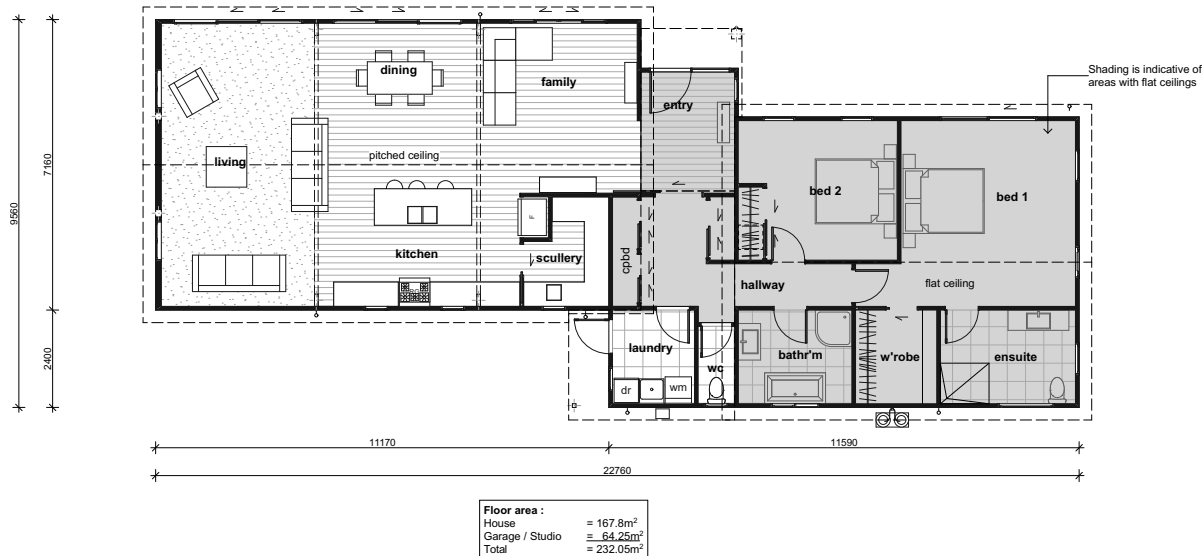 Shading is indicative of
areas with flat ceilings
dining
family
entry
living
pitched ceiling
bed 2
bed 1
F
kitchen
scullery
cpbd
hallway
flat ceiling
laundry
wc
bathr'm
w'robe
ensuite
dr
wm
9560
7160
2400
11170
11590
22760
Floor area :
House = 167.8m²
Garage / Studio = 64.25m²
Total = 232.05m²